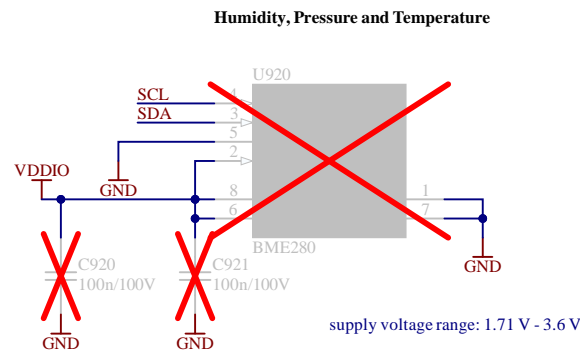 Humidity, Pressure and Temperature
U920
SCL
4
SDA
3
5
2
VDDIO
GND
8
1
6
7
BME280
C920
100n/100V
C921
100n/100V
GND
GND
GND
supply voltage range: 1.71 V - 3.6 V